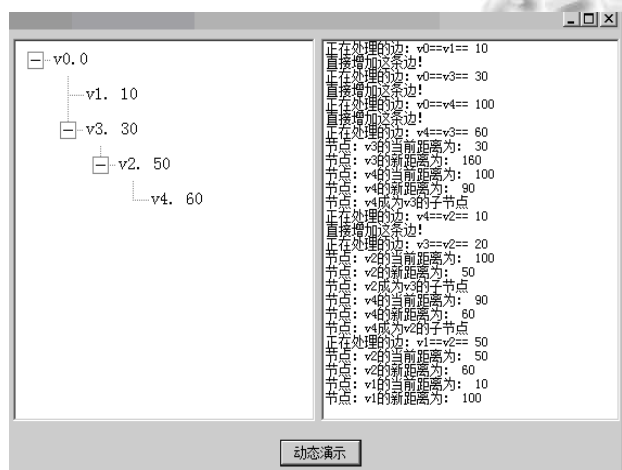 v0.0
v1. 10
v3. 30
v2. 50
v4. 60
正在处理的边: v0==v1== 10
直接增加这条边!
正在处理的边: v0==v3== 30
直接增加这条边!
正在处理的边: v0==v4== 100
直接增加这条边!
正在处理的边: v4==v3== 60
节点: v3的当前距离为: 30
节点: v3的新距离为: 160
节点: v4的当前距离为: 100
节点: v4的新距离为: 90
节点: v4成为v3的子节点
正在处理的边: v4==v2== 10
直接增加这条边!
正在处理的边: v3==v2== 20
节点: v2的当前距离为: 100
节点: v2的新距离为: 50
节点: v2成为v3的子节点
节点: v4的当前距离为: 90
节点: v4的新距离为: 60
节点: v4成为v2的子节点
正在处理的边: v1==v2== 50
节点: v2的当前距离为: 50
节点: v2的新距离为: 60
节点: v1的当前距离为: 10
节点: v1的新距离为: 100
动态演示